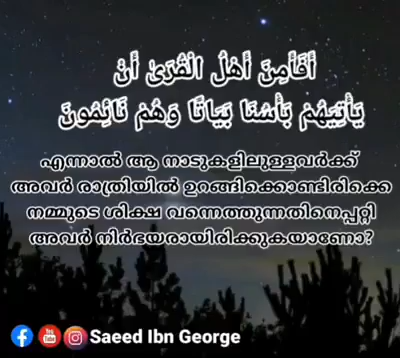 أَفَأَمِنَ أَهْلُ الْقُرَىٰ أَنْ
يَأْتِيَهُمْ بَأْسُنَا بَيَاتًا وَهُمْ نَائِمُونَ
എന്നാൽ ആ നാടുകളിലുള്ളവർക്ക്
അവർ രാത്രിയിൽ ഉറങ്ങിക്കൊണ്ടിരിക്കെ
നമ്മുടെ ശിക്ഷ വന്നെത്തുന്നതിനെപ്പറ്റി
അവർ നിർഭയരായിരിക്കുകയാണോ?
Saeed Ibn George